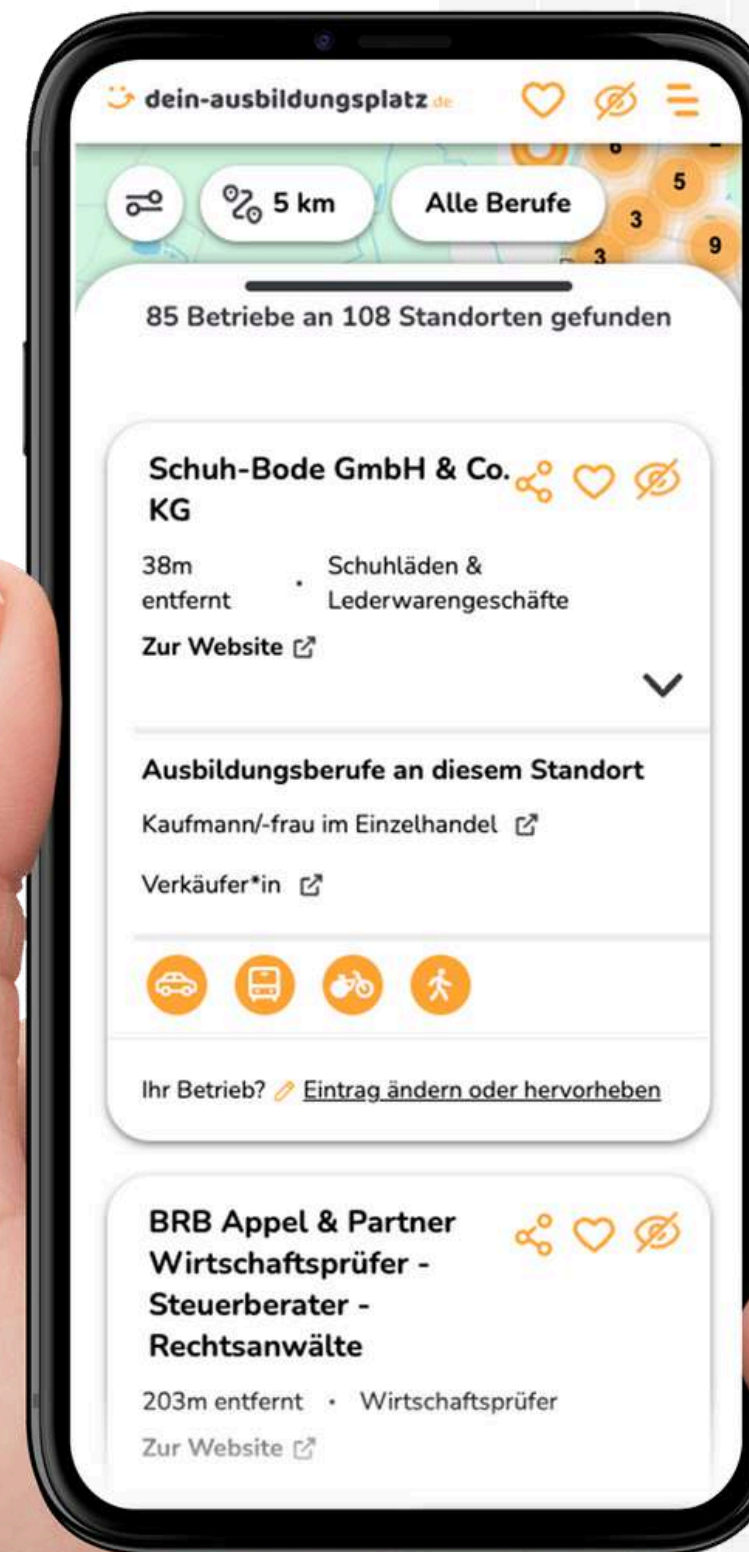 dein-ausbildungsplatz.de
5 km
Alle Berufe
6
5
3
3
9
85 Betriebe an 108 Standorten gefunden
Schuh-Bode GmbH & Co.
KG
38m
entfernt
·
Schuhläden &
Lederwarengeschäfte
Zur Website
Ausbildungsberufe an diesem Standort
Kaufmann/-frau im Einzelhandel
Verkäufer*in
Ihr Betrieb? Eintrag ändern oder hervorheben
BRB Appel & Partner
Wirtschaftsprüfer -
Steuerberater -
Rechtsanwälte
203m entfernt · Wirtschaftsprüfer
Zur Website